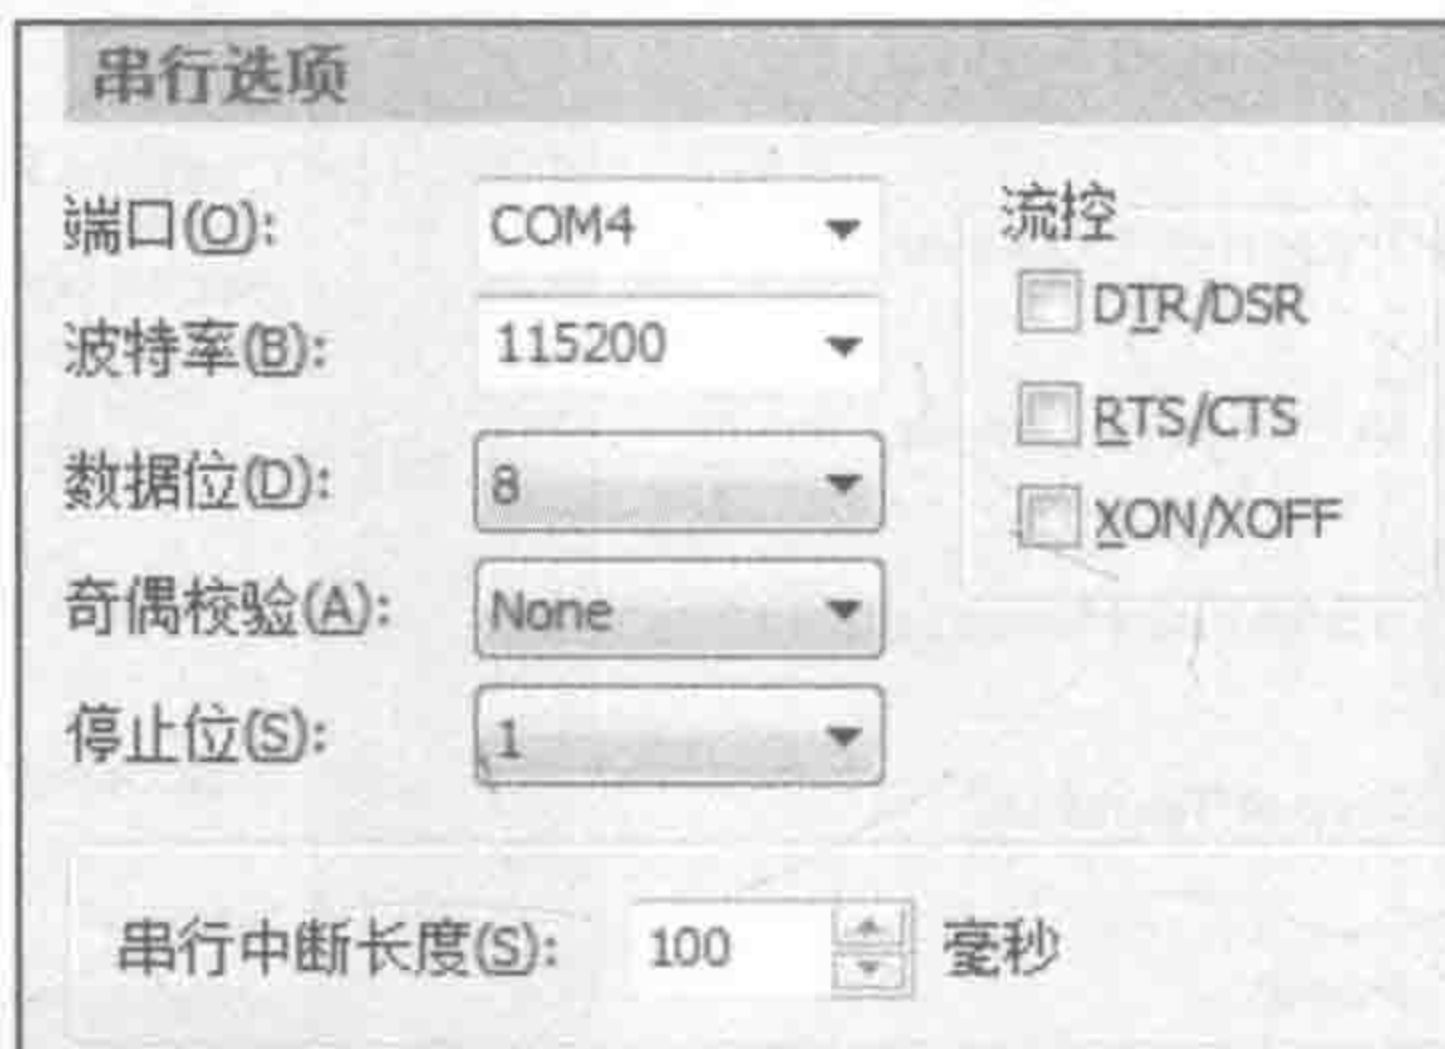 串行选项
端口(O): COM4
波特率(B): 115200
数据位(D): 8
奇偶校验(A): None
停止位(S): 1
流控
DTR/DSR
RTS/CTS
XON/XOFF
串行中断长度(S): 100 毫秒